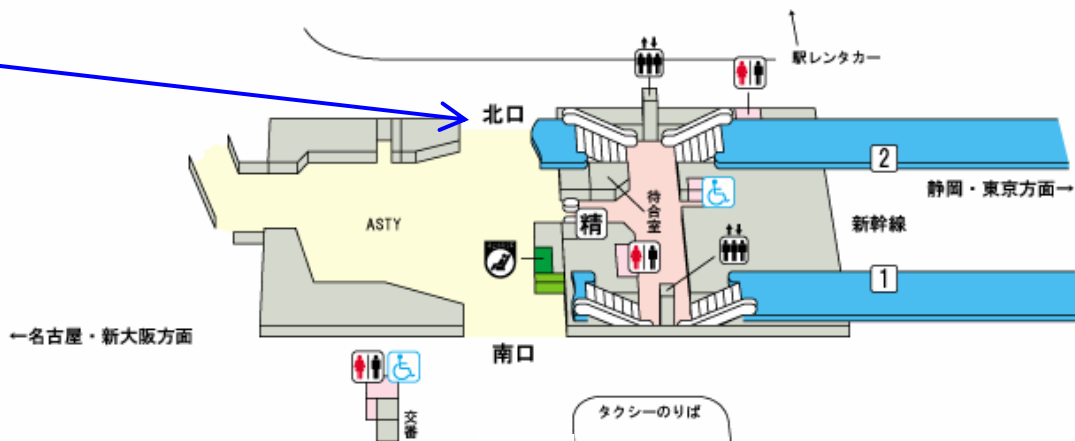 駅レンタカー
北口
2
静岡・東京方面→
待合室
新幹線
ASTY
精
1
←名古屋・新大阪方面
南口
交番
タクシーのりば